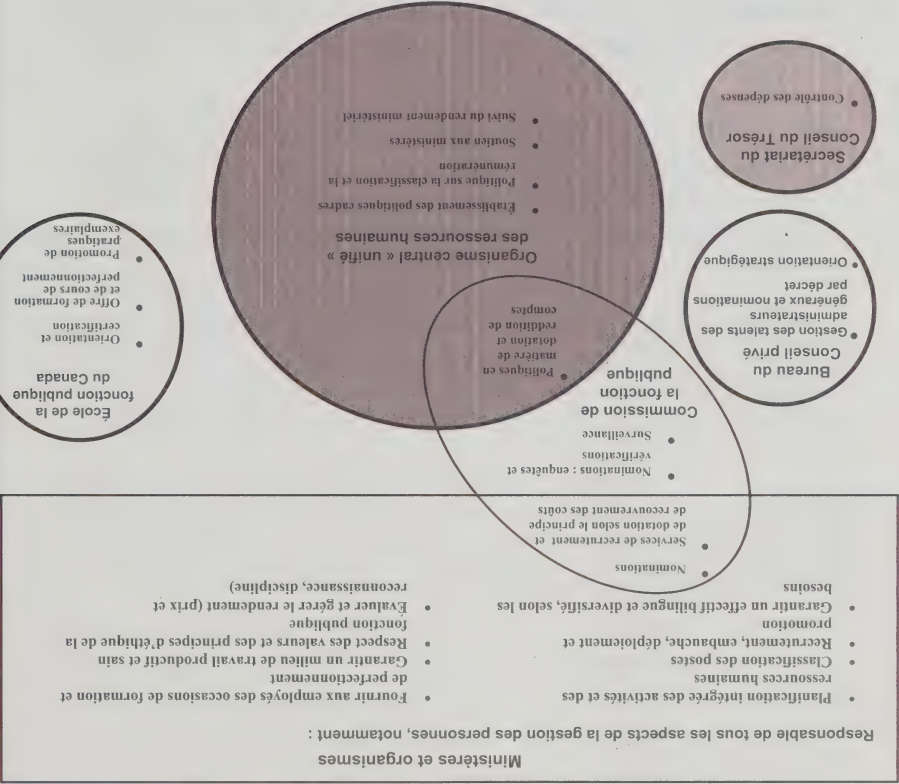 Ministères et organismes
Responsable de tous les aspects de la gestion des personnes, notamment :
• Planification intégrée des activités et des
ressources humaines
• Classification des postes
• Recrutement, embauche, déploiement et
promotion
• Garantir un effectif bilingue et diversifié, selon les
besoins
• Fournir aux employés des occasions de formation et
de perfectionnement
• Garantir un milieu de travail productif et sain
• Respect des valeurs et des principes d'éthique de la
fonction publique
• Évaluer et gérer le rendement (prix et
reconnaissance, discipline)
• Nominations
• Services de recrutement et
de dotation selon le principe
de recouvrement des coûts
• Nominations : enquêtes et
vérifications
• Surveillance
Commission de
la fonction
publique
• Politiques en
matière de
dotation et
reddition de
comptes
Bureau du
Conseil privé
• Gestion des talents des
administrateurs
généraux et nominations
par décret
• Orientation stratégique
École de la
fonction publique
du Canada
• Orientation et
certification
• Offre de formation
et de cours de
perfectionnement
• Promotion de
pratiques
exemplaires
Organisme central « unifié »
des ressources humaines
• Établissement des politiques cadres
• Politique sur la classification et la
rémunération
• Soutien aux ministères
• Suivi du rendement ministériel
Secrétariat du
Conseil du Trésor
• Contrôle des dépenses